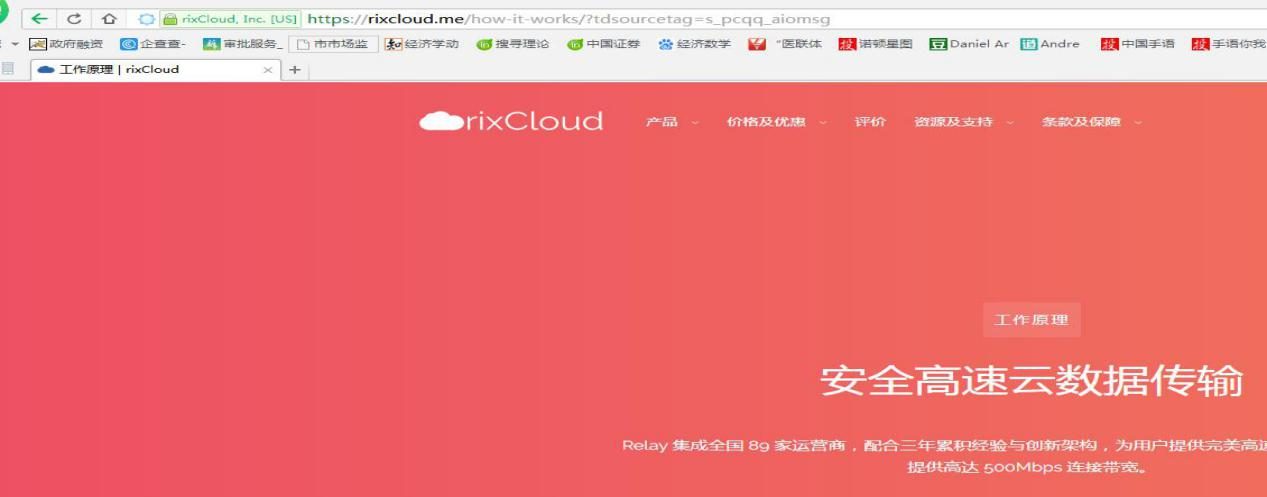 rixCloud, Inc. [US] https://rixcloud.me/how-it-works/?tdsourcetag=s_pcqq_aiomsg
政府融资 企查查- 审批服务_ 市市场监 经济学动 搜寻理论 中国证券 经济数学 “医联体 诺顿星图 Daniel Ar Andre 中国手语 手语你我
工作原理 | rixCloud
rixCloud 产品 价格及优惠 评价 资源及支持 条款及保障
工作原理
安全高速云数据传输
Relay 集成全国 89 家运营商，配合三年累积经验与创新架构，为用户提供完美高速
提供高达 500Mbps 连接带宽。